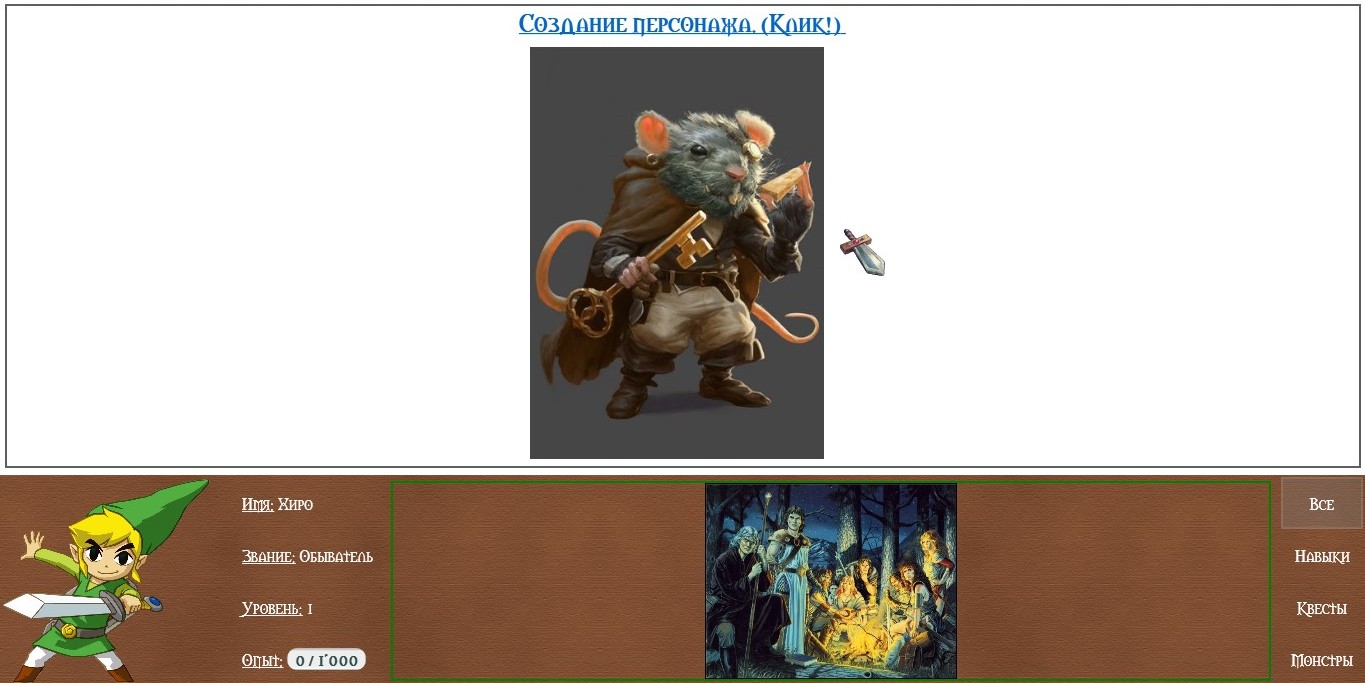 Создание персонажа. (Клик!)
Имя: Хиро
Звание: Обыватель
Уровень: 1
Опыт: 0 / 1'000
Все
Навыки
Квесты
Монстры